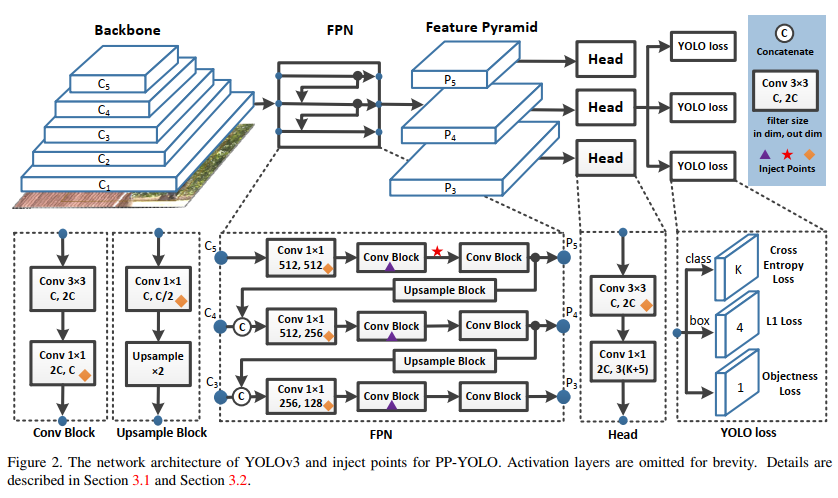 Backbone
FPN
Feature Pyramid
C5
C4
C3
C2
C1
P5
P4
P3
Head
Head
Head
YOLO loss
YOLO loss
YOLO loss
C
Concatenate
Conv 3×3
C, 2C
filter size
in dim, out dim
Inject Points
Conv 3×3
C, 2C
Conv 1×1
2C, C
Conv Block
Conv 1×1
C, C/2
Upsample
×2
Upsample Block
C5
Conv 1×1
512, 512
Conv Block
Conv Block
P5
Upsample Block
C4
C
Conv 1×1
512, 256
Conv Block
Conv Block
P4
Upsample Block
C3
C
Conv 1×1
256, 128
Conv Block
Conv Block
P3
FPN
Conv 3×3
C, 2C
Conv 1×1
2C, 3(K+5)
Head
class
K
Cross
Entropy
Loss
box
4
L1 Loss
1
Objectness
Loss
YOLO loss
Figure 2. The network architecture of YOLOv3 and inject points for PP-YOLO. Activation layers are omitted for brevity. Details are
described in Section 3.1 and Section 3.2.